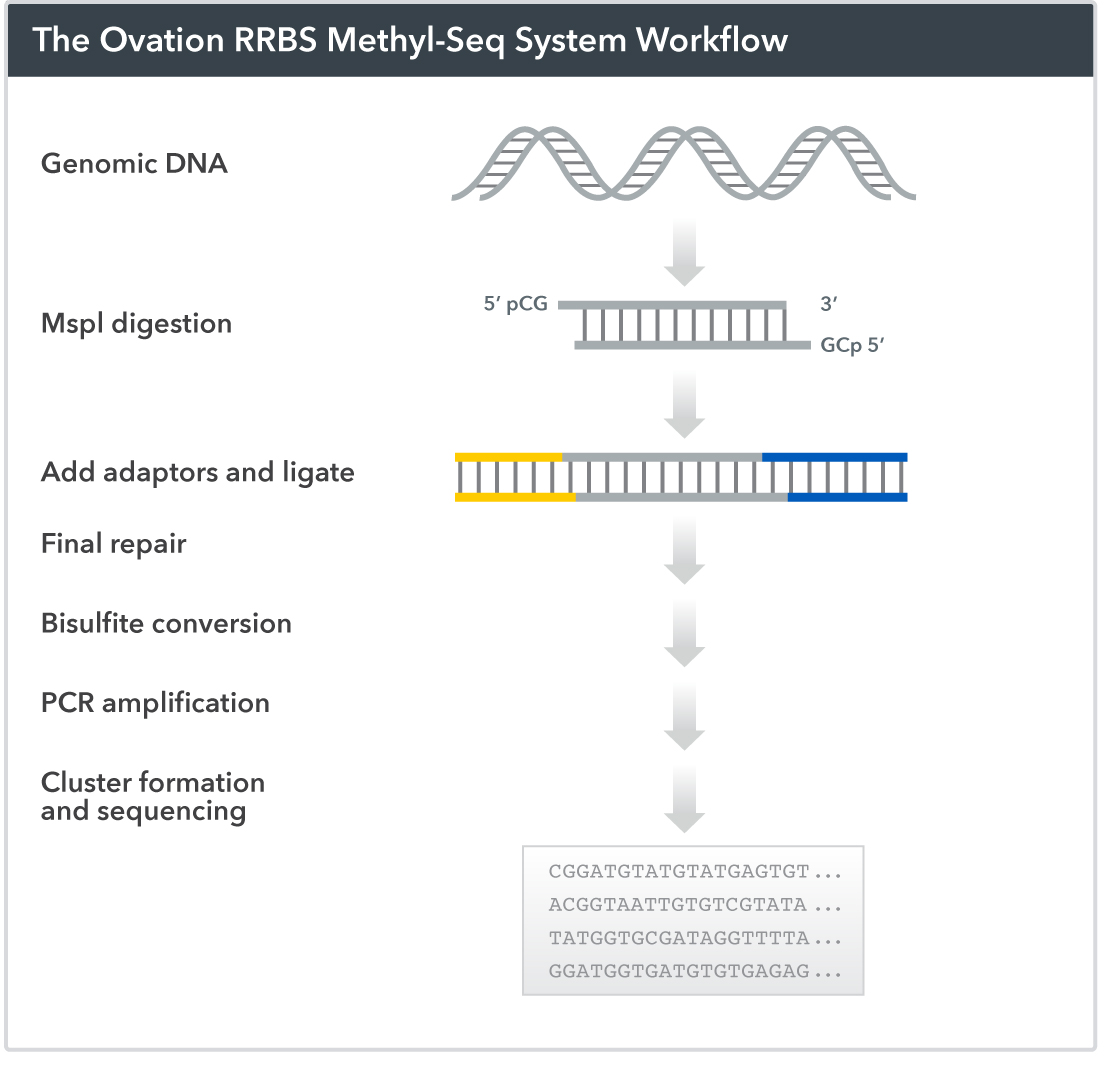 The Ovation RRBS Methyl-Seq System Workflow
Genomic DNA
5’ pCG
3’
MspI digestion
GCp 5’
Add adaptors and ligate
Final repair
Bisulfite conversion
PCR amplification
Cluster formation
and sequencing
CGGATGTATGTATGAGTGT ...
ACGGTAATTGTGTCGTATA ...
TATGGTGCGATAGGTTTTA ...
GGATGGTGATGTGTGAGAG ...